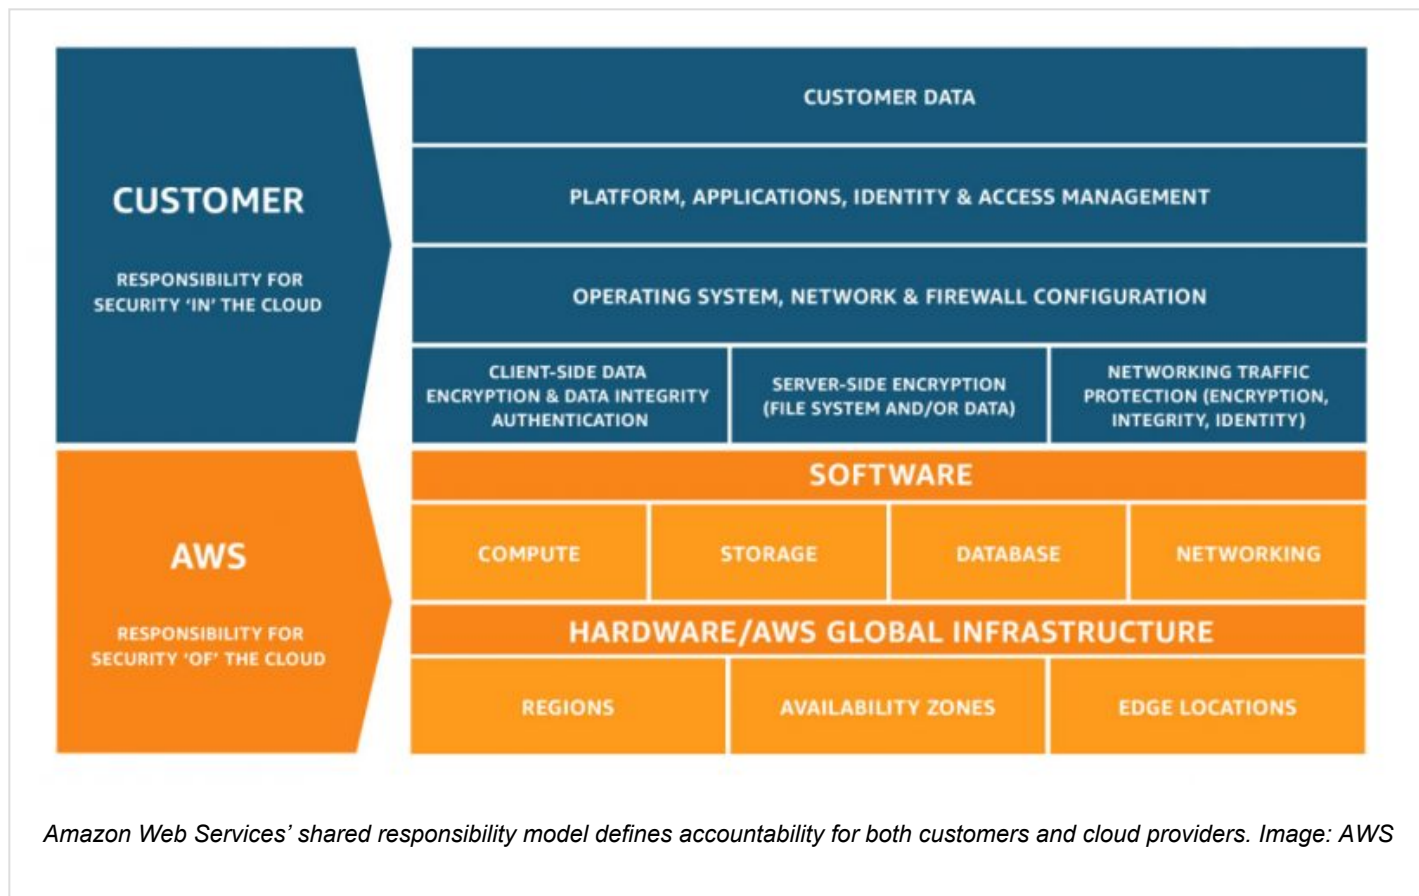 CUSTOMER
RESPONSIBILITY FOR
SECURITY ‘IN’ THE CLOUD
CUSTOMER DATA
PLATFORM, APPLICATIONS, IDENTITY & ACCESS MANAGEMENT
OPERATING SYSTEM, NETWORK & FIREWALL CONFIGURATION
CLIENT-SIDE DATA
ENCRYPTION & DATA INTEGRITY
AUTHENTICATION
SERVER-SIDE ENCRYPTION
(FILE SYSTEM AND/OR DATA)
NETWORKING TRAFFIC
PROTECTION (ENCRYPTION,
INTEGRITY, IDENTITY)
AWS
RESPONSIBILITY FOR
SECURITY ‘OF’ THE CLOUD
SOFTWARE
COMPUTE
STORAGE
DATABASE
NETWORKING
HARDWARE/AWS GLOBAL INFRASTRUCTURE
REGIONS
AVAILABILITY ZONES
EDGE LOCATIONS
Amazon Web Services’ shared responsibility model defines accountability for both customers and cloud providers. Image: AWS